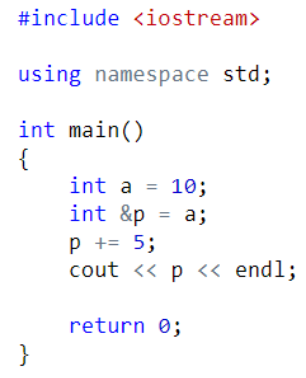 #include <iostream>
using namespace std;
int main()
{
    int a = 10;
    int &p = a;
    p += 5;
    cout << p << endl;
    return 0;
}